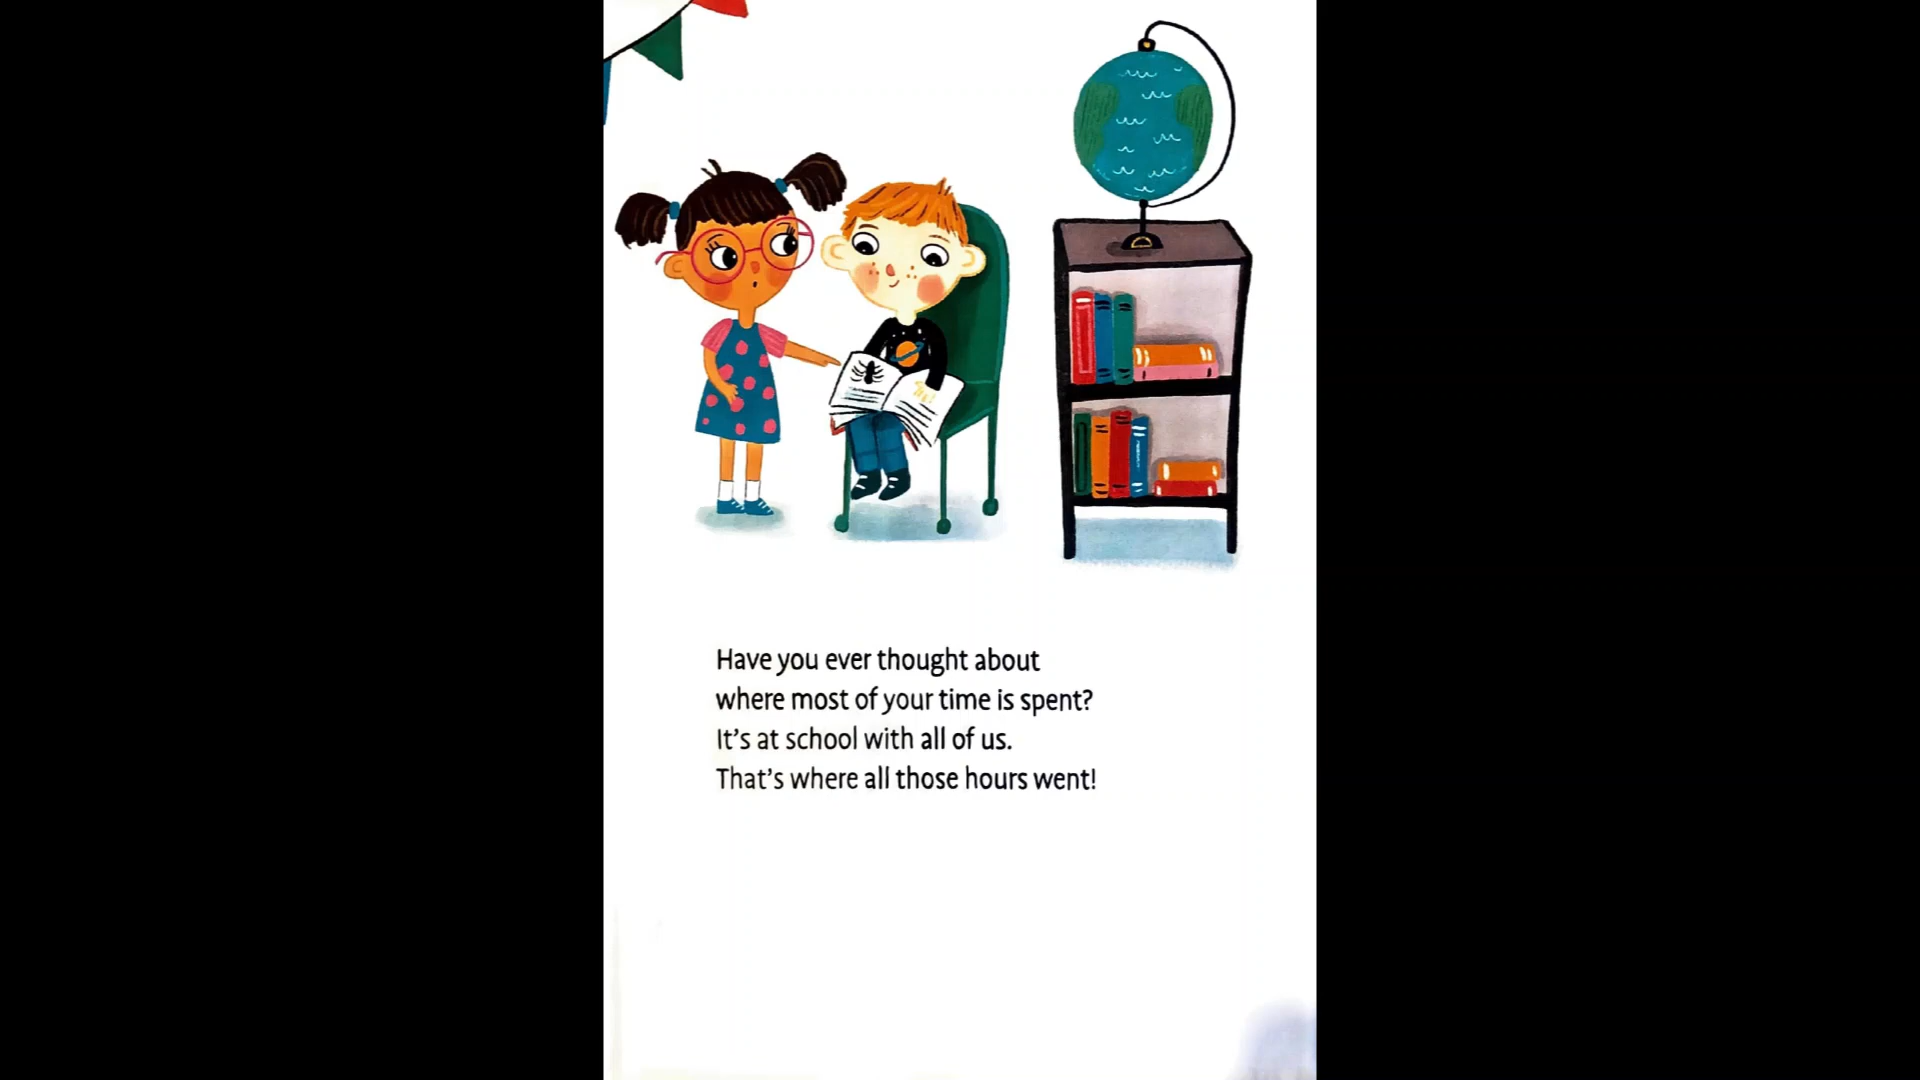 Have you ever thought about
where most of your time is spent?
It's at school with all of us.
That's where all those hours went!